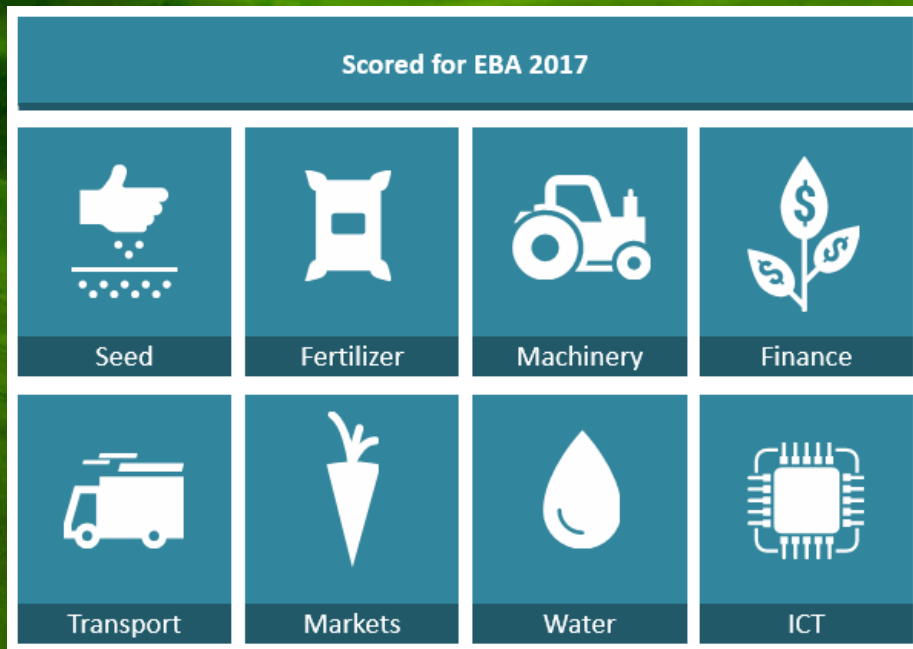 Scored for EBA 2017
Seed
Fertilizer
Machinery
Finance
Transport
Markets
Water
ICT